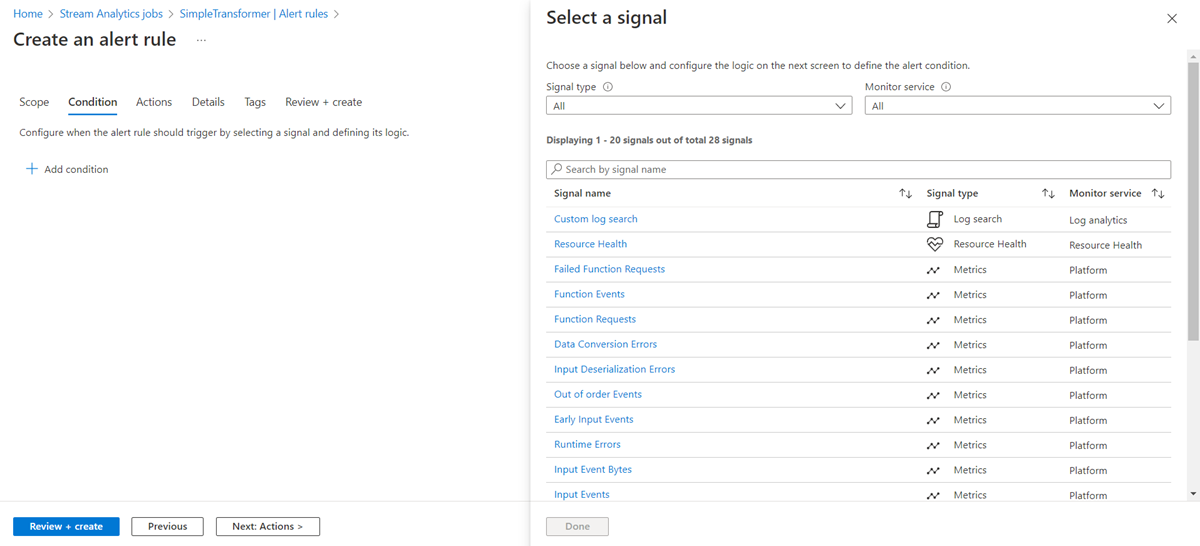 Home > Stream Analytics jobs > SimpleTransformer | Alert rules >
Create an alert rule ...
Scope Condition Actions Details Tags Review + create
Configure when the alert rule should trigger by selecting a signal and defining its logic.
+ Add condition
Review + create Previous Next: Actions >
Select a signal
Choose a signal below and configure the logic on the next screen to define the alert condition.
Signal type Monitor service
All All
Displaying 1 - 20 signals out of total 28 signals
Search by signal name
Signal name Signal type Monitor service
Custom log search Log search Log analytics
Resource Health Resource Health Resource Health
Failed Function Requests Metrics Platform
Function Events Metrics Platform
Function Requests Metrics Platform
Data Conversion Errors Metrics Platform
Input Deserialization Errors Metrics Platform
Out of order Events Metrics Platform
Early Input Events Metrics Platform
Runtime Errors Metrics Platform
Input Event Bytes Metrics Platform
Input Events Metrics Platform
Done